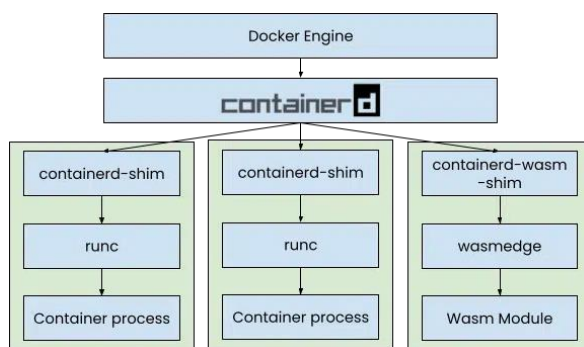 Docker Engine
containerd
containerd-shim
runc
Container process
containerd-shim
runc
Container process
containerd-wasm
-shim
wasmedge
Wasm Module